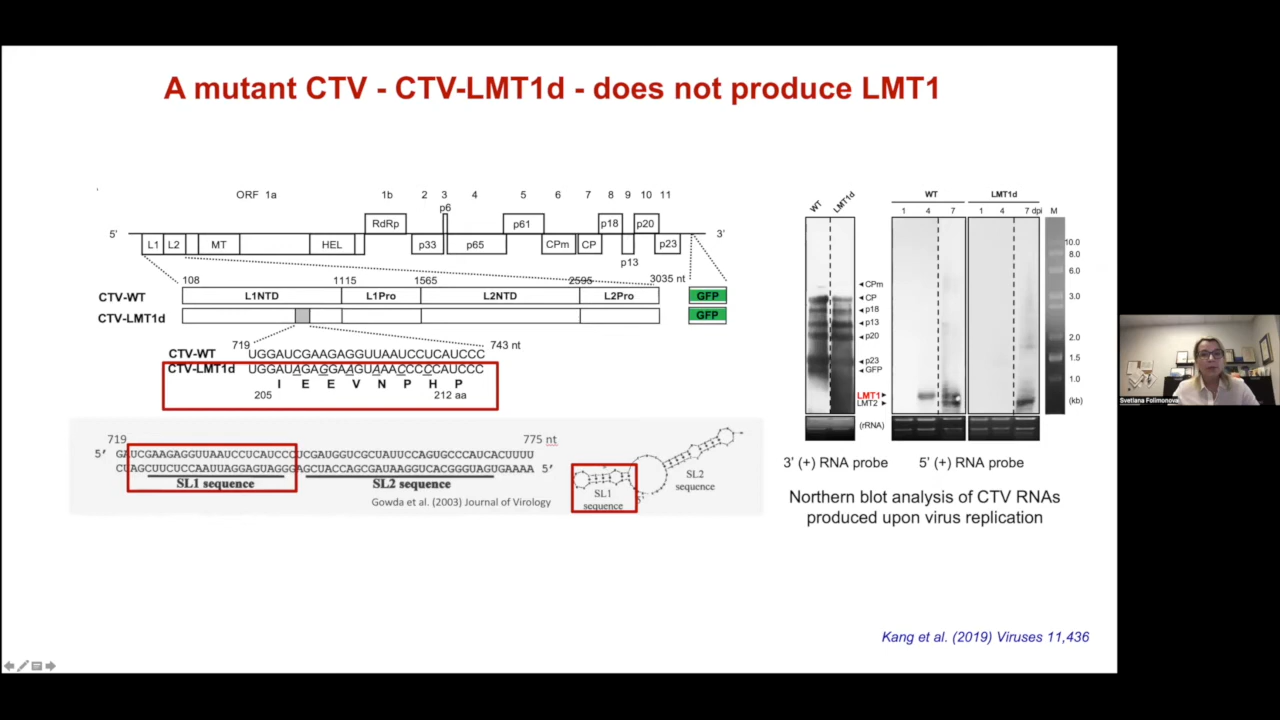 A mutant CTV - CTV-LMT1d - does not produce LMT1
ORF 1a 1b 2 3 4 5 6 7 8 9 10 11
p6
RdRp p61 p18 p20
5' 3'
L1 L2 MT HEL p33 p65 CPm CP p23
p13
108 1115 1565 2595 3035 nt
CTV-WT L1NTD L1Pro L2NTD L2Pro GFP
CTV-LMT1d GFP
719 743 nt
CTV-WT UGGAUCGAAGAGGUUAAUCCUCAUCCC
CTV-LMT1d UGGAUAGAGGAAGUAAACCCCCAUCCC
I E E V N P H P
205 212 aa
719 775 nt
5' GAUCGAAGAGGUUAAUCCUCAUCCCUCGAUGGUCGCUAUUCCAGUGCCCAUCACUUUU
CUAGCUUCUCCAAUUAGGAGUAGGGAGCUACCAGCGAUAAGGUCACGGGUAGUGAAAA 5'
SL1 sequence SL2 sequence
Gowda et al. (2003) Journal of Virology
SL1
sequence
SL2
sequence
5'
WT LMT1d
WT LMT1d
1 4 7 1 4 7 dpi M
CPm
CP
p18
p13
p20
p23
GFP
LMT1
LMT2
(rRNA)
10.0
8.0
6.0
3.0
2.0
1.5
1.0
(kb)
3' (+) RNA probe 5' (+) RNA probe
Northern blot analysis of CTV RNAs
produced upon virus replication
Kang et al. (2019) Viruses 11,436
Svetlana Folimonova